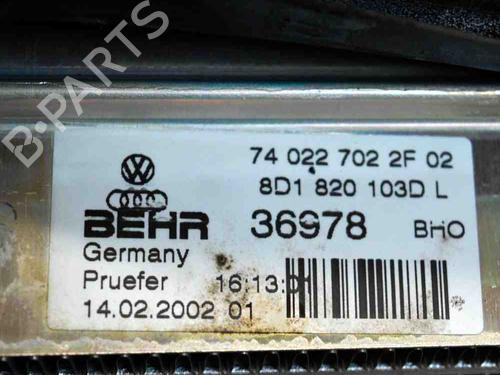 B-PARTS
74 022 702 2F 02
8D1 820 103D L
BEHR 36978 BHO
Germany
Pruefer 16:13:01
14.02.2002 01